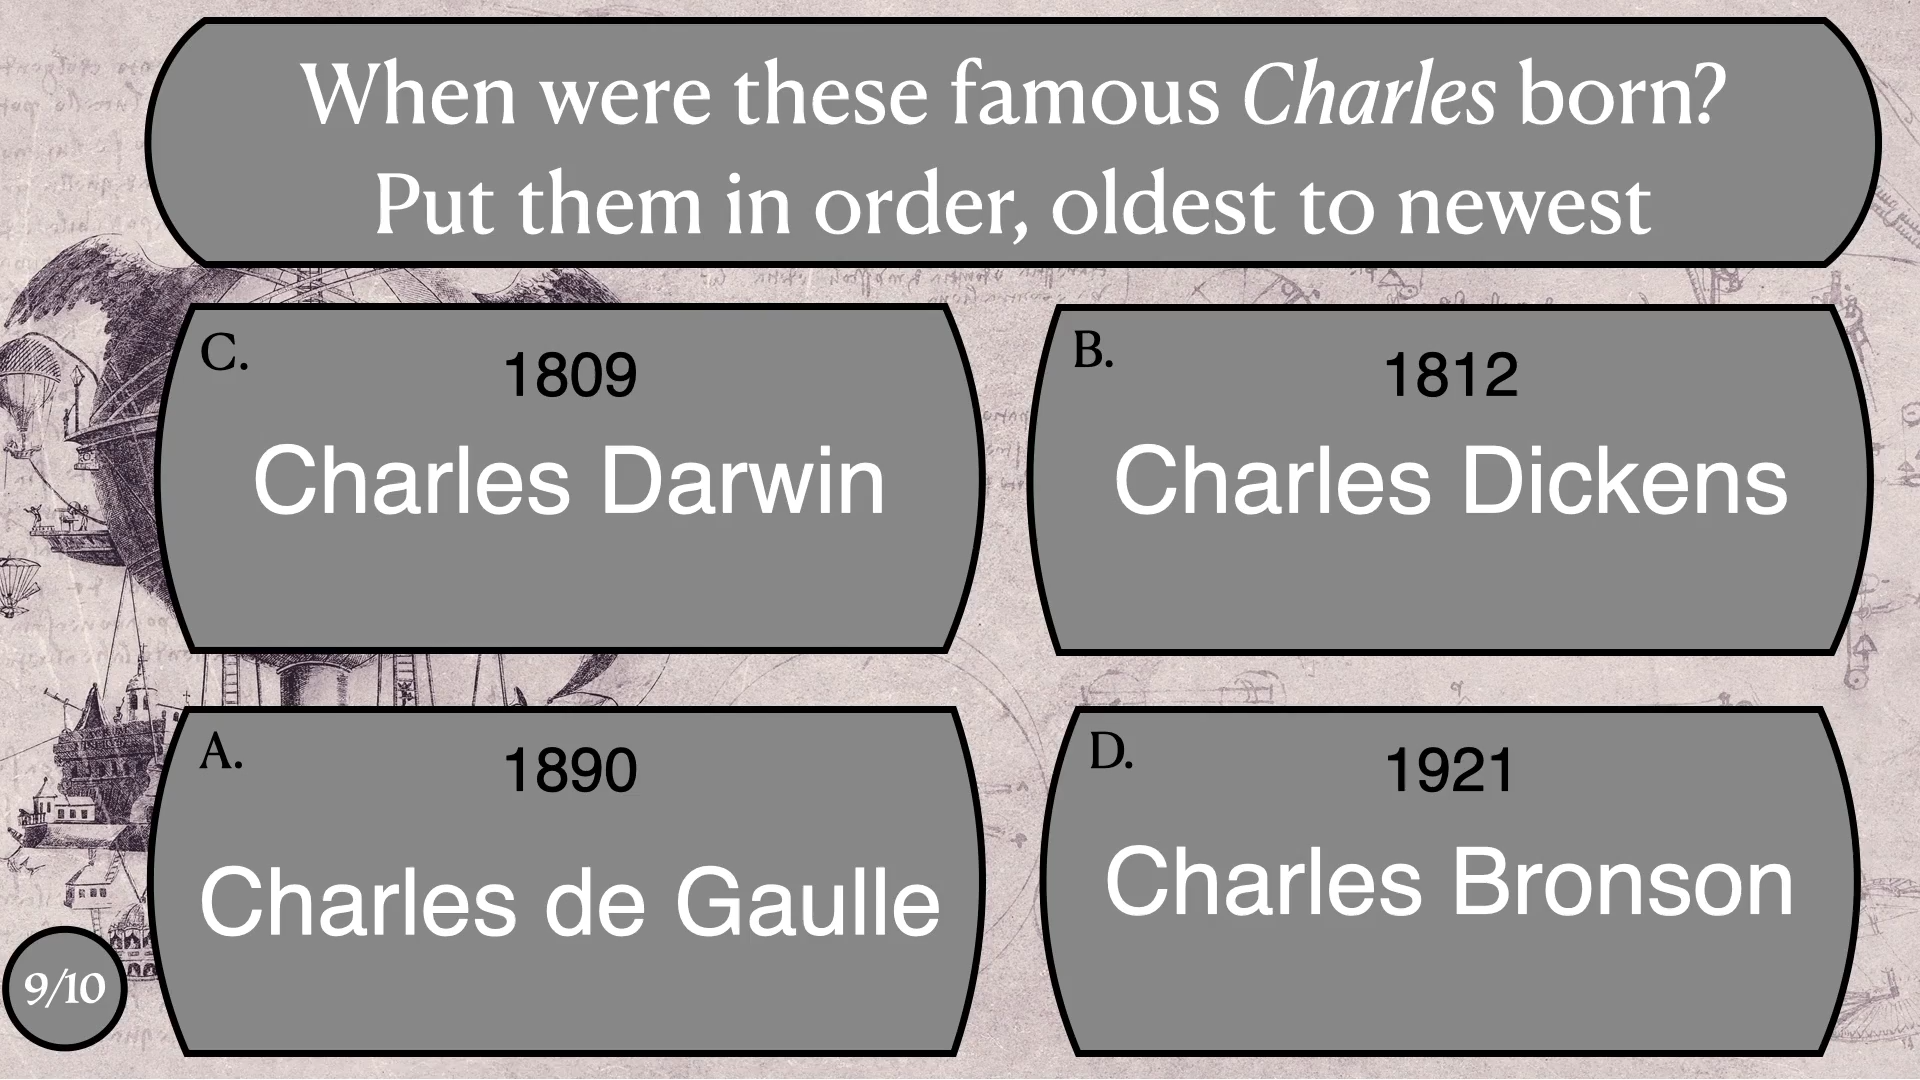 When were these famous Charles born?
Put them in order, oldest to newest
C.
1809
Charles Darwin
B.
1812
Charles Dickens
A.
1890
Charles de Gaulle
D.
1921
Charles Bronson
9/10